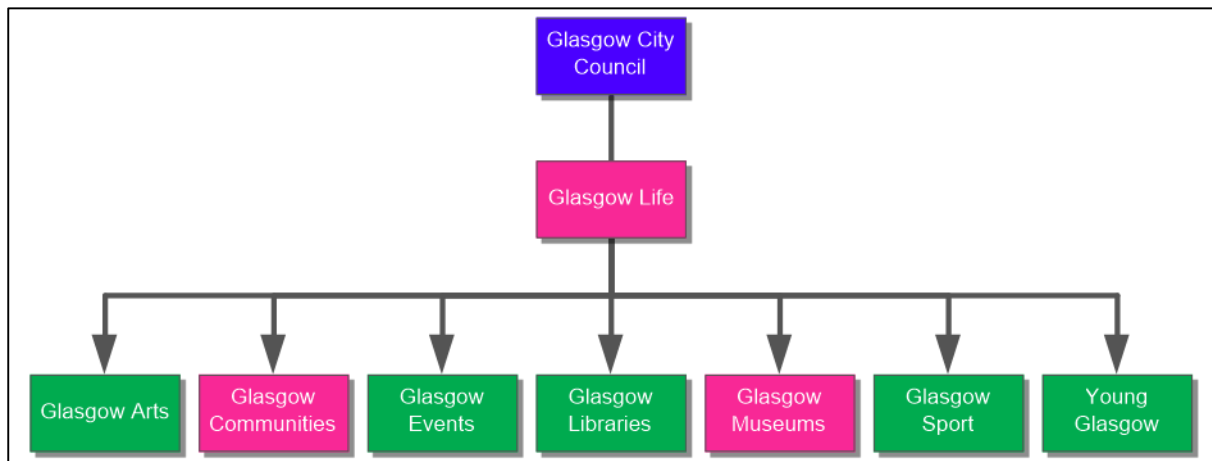 Glasgow City
Council
Glasgow Life
Glasgow Arts
Glasgow
Communities
Glasgow
Events
Glasgow
Libraries
Glasgow
Museums
Glasgow
Sport
Young
Glasgow